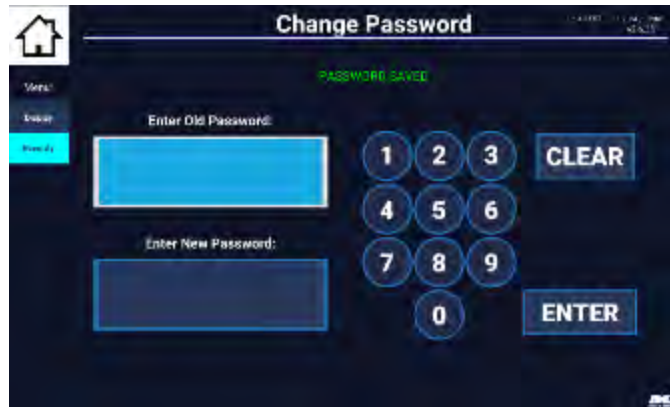 Change Password
PASSWORD SAVED
Menu
Enter Old Password:
1 2 3
CLEAR
4 5 6
Enter New Password:
7 8 9
0
ENTER